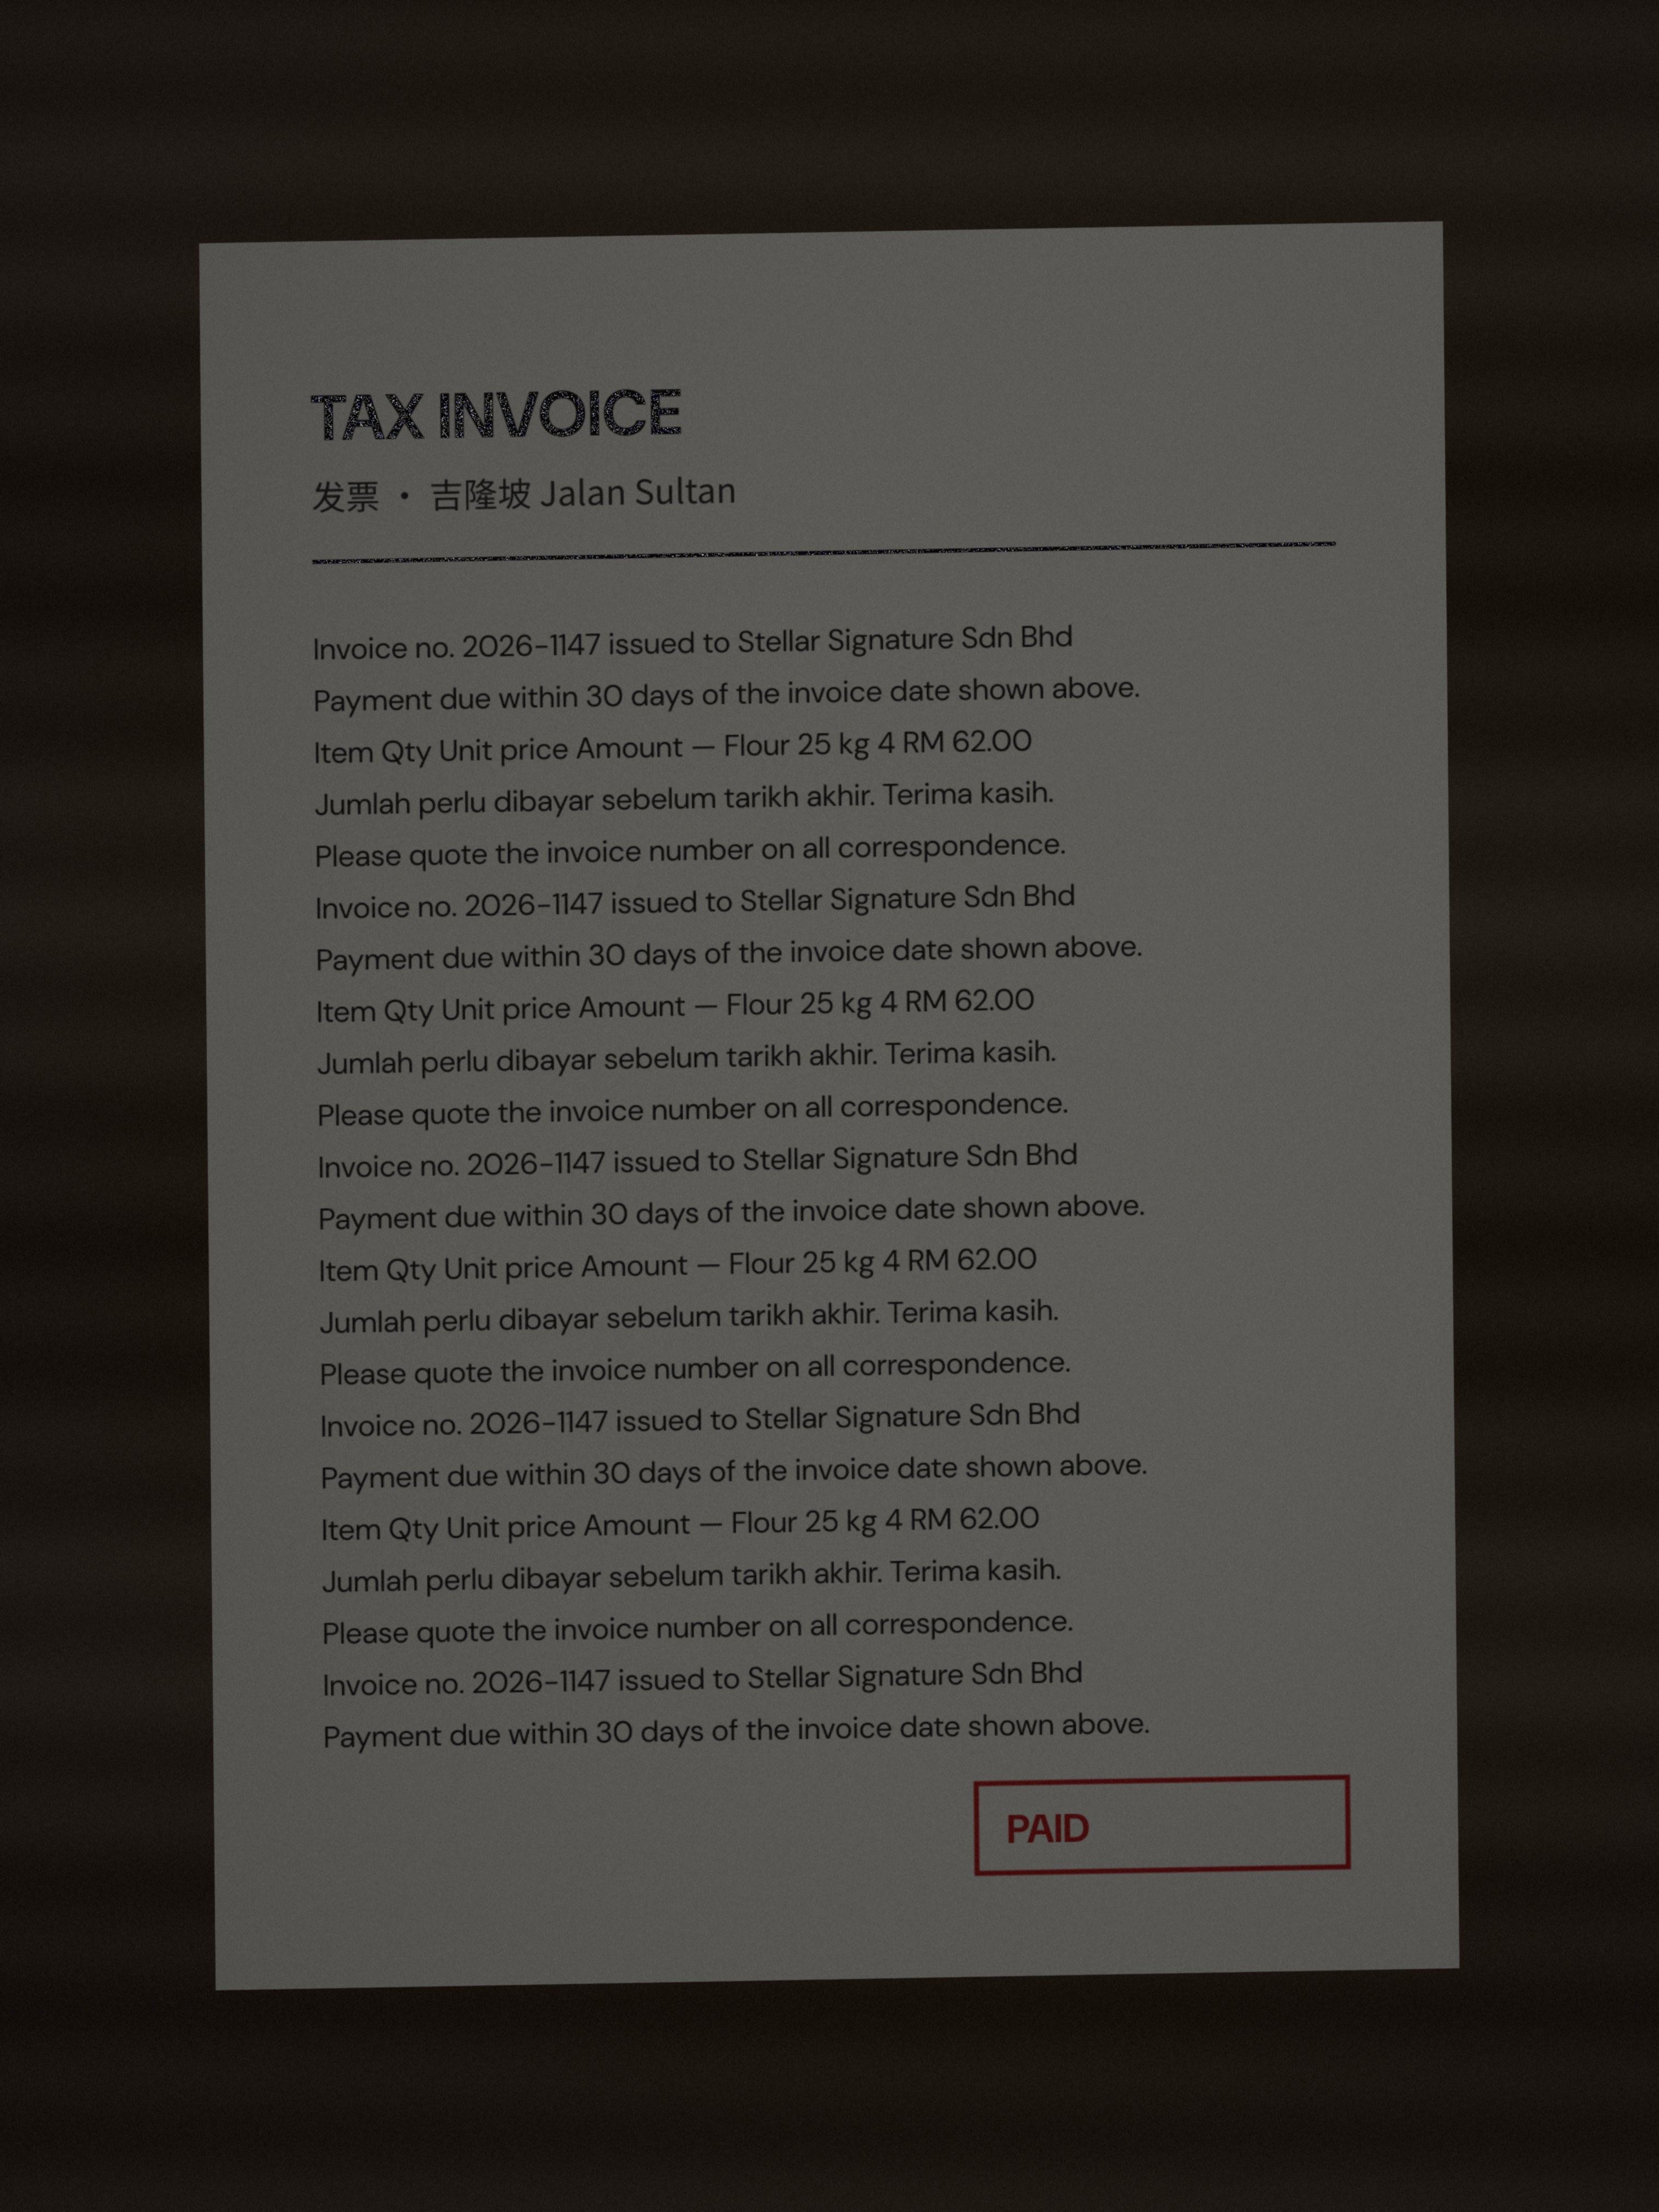 TAX INVOICE
发票 · 吉隆坡 Jalan Sultan
Invoice no. 2026-1147 issued to Stellar Signature Sdn Bhd
Payment due within 30 days of the invoice date shown above.
Item Qty Unit price Amount — Flour 25 kg 4 RM 62.00
Jumlah perlu dibayar sebelum tarikh akhir. Terima kasih.
Please quote the invoice number on all correspondence.
Invoice no. 2026-1147 issued to Stellar Signature Sdn Bhd
Payment due within 30 days of the invoice date shown above.
Item Qty Unit price Amount — Flour 25 kg 4 RM 62.00
Jumlah perlu dibayar sebelum tarikh akhir. Terima kasih.
Please quote the invoice number on all correspondence.
Invoice no. 2026-1147 issued to Stellar Signature Sdn Bhd
Payment due within 30 days of the invoice date shown above.
Item Qty Unit price Amount — Flour 25 kg 4 RM 62.00
Jumlah perlu dibayar sebelum tarikh akhir. Terima kasih.
Please quote the invoice number on all correspondence.
Invoice no. 2026-1147 issued to Stellar Signature Sdn Bhd
Payment due within 30 days of the invoice date shown above.
Item Qty Unit price Amount — Flour 25 kg 4 RM 62.00
Jumlah perlu dibayar sebelum tarikh akhir. Terima kasih.
Please quote the invoice number on all correspondence.
Invoice no. 2026-1147 issued to Stellar Signature Sdn Bhd
Payment due within 30 days of the invoice date shown above.
PAID